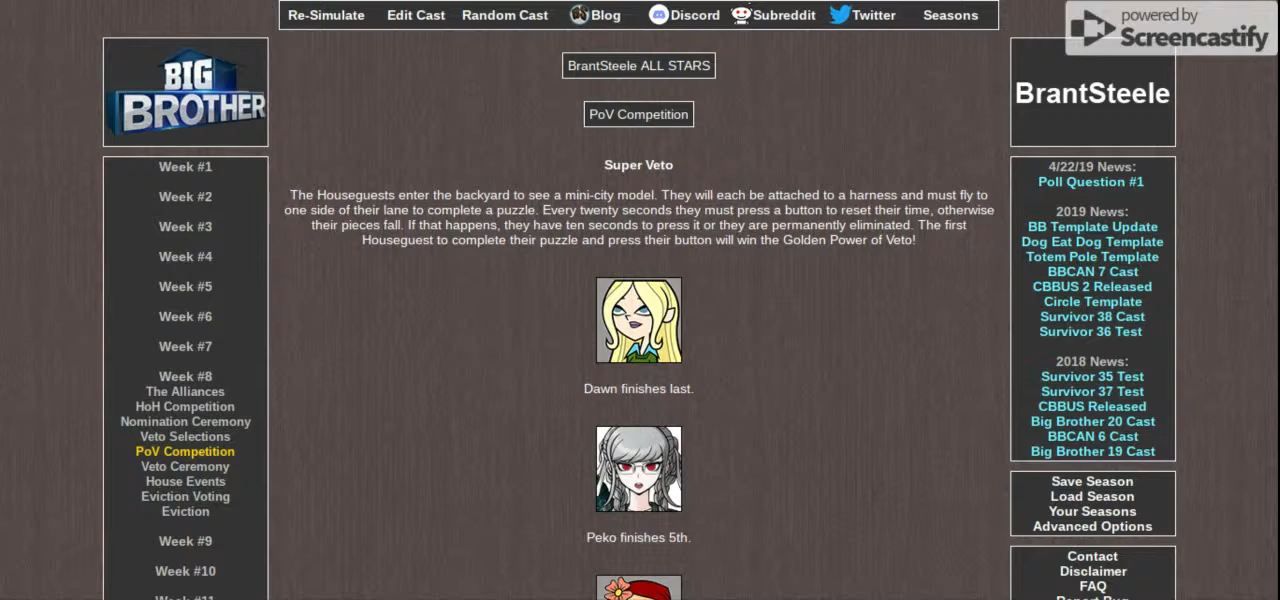 Re-Simulate Edit Cast Random Cast Blog Discord Subreddit Twitter Seasons
powered by
Screencastify
BIG
BROTHER
Week #1
Week #2
Week #3
Week #4
Week #5
Week #6
Week #7
Week #8
The Alliances
HoH Competition
Nomination Ceremony
Veto Selections
PoV Competition
Veto Ceremony
House Events
Eviction Voting
Eviction
Week #9
Week #10
Week #11
BrantSteele ALL STARS
PoV Competition
Super Veto
The Houseguests enter the backyard to see a mini-city model. They will each be attached to a harness and must fly to
one side of their lane to complete a puzzle. Every twenty seconds they must press a button to reset their time, otherwise
their pieces fall. If that happens, they have ten seconds to press it or they are permanently eliminated. The first
Houseguest to complete their puzzle and press their button will win the Golden Power of Veto!
Dawn finishes last.
Peko finishes 5th.
BrantSteele
4/22/19 News:
Poll Question #1
2019 News:
BB Template Update
Dog Eat Dog Template
Totem Pole Template
BBCAN 7 Cast
CBBUS 2 Released
Circle Template
Survivor 38 Cast
Survivor 36 Test
2018 News:
Survivor 35 Test
Survivor 37 Test
CBBUS Released
Big Brother 20 Cast
BBCAN 6 Cast
Big Brother 19 Cast
Save Season
Load Season
Your Seasons
Advanced Options
Contact
Disclaimer
FAQ
Report Bug